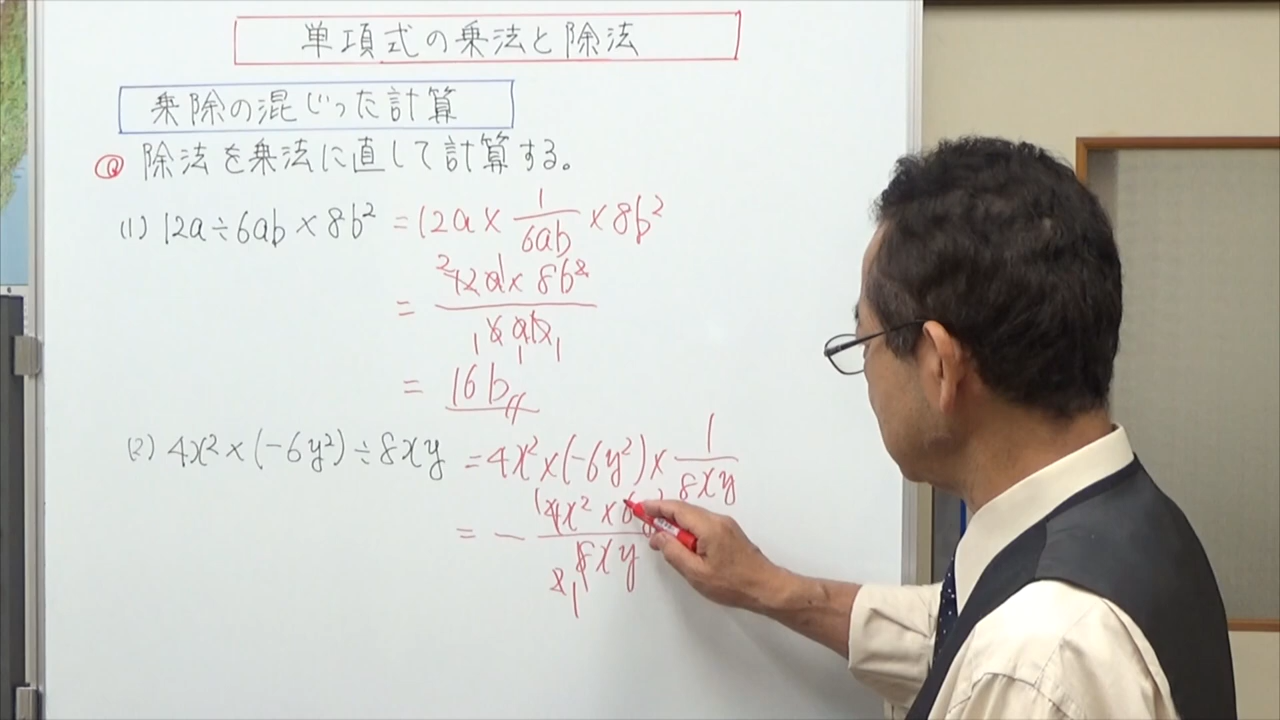 単項式の乗法と除法
乗除の混じった計算
Q 除法を乗法に直して計算する。
(1) 12a÷6ab×8b² = 12a × 1/6ab × 8b²
= 12a × 8b² / 6ab
= 16b
(2) 4x²×(-6y²)÷8xy = 4x²×(-6y²)× 1/8xy
= - 4x² × 6 / 8xy